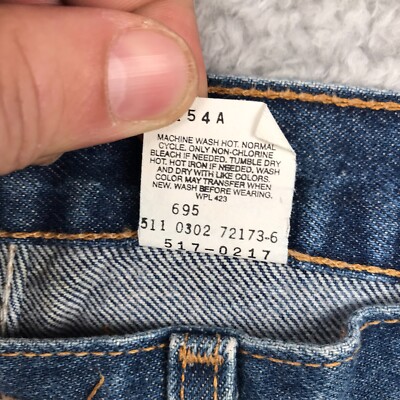 154A
MACHINE WASH HOT. NORMAL
CYCLE. ONLY NON-CHLORINE
BLEACH IF NEEDED. TUMBLE DRY
HOT. HOT IRON IF NEEDED. WASH
AND DRY WITH LIKE COLORS.
COLOR MAY TRANSFER WHEN
NEW. WASH BEFORE WEARING.
WPL 423
695
511 0302 72173-6
517-0217